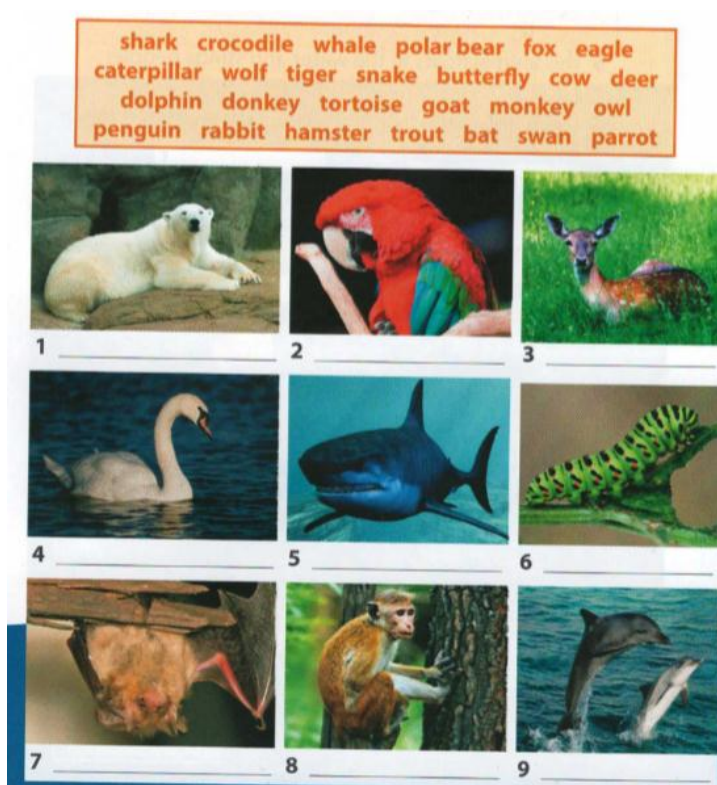 shark crocodile whale polar bear fox eagle
caterpillar wolf tiger snake butterfly cow deer
dolphin donkey tortoise goat monkey owl
penguin rabbit hamster trout bat swan parrot
1 2 3
4 5 6
7 8 9